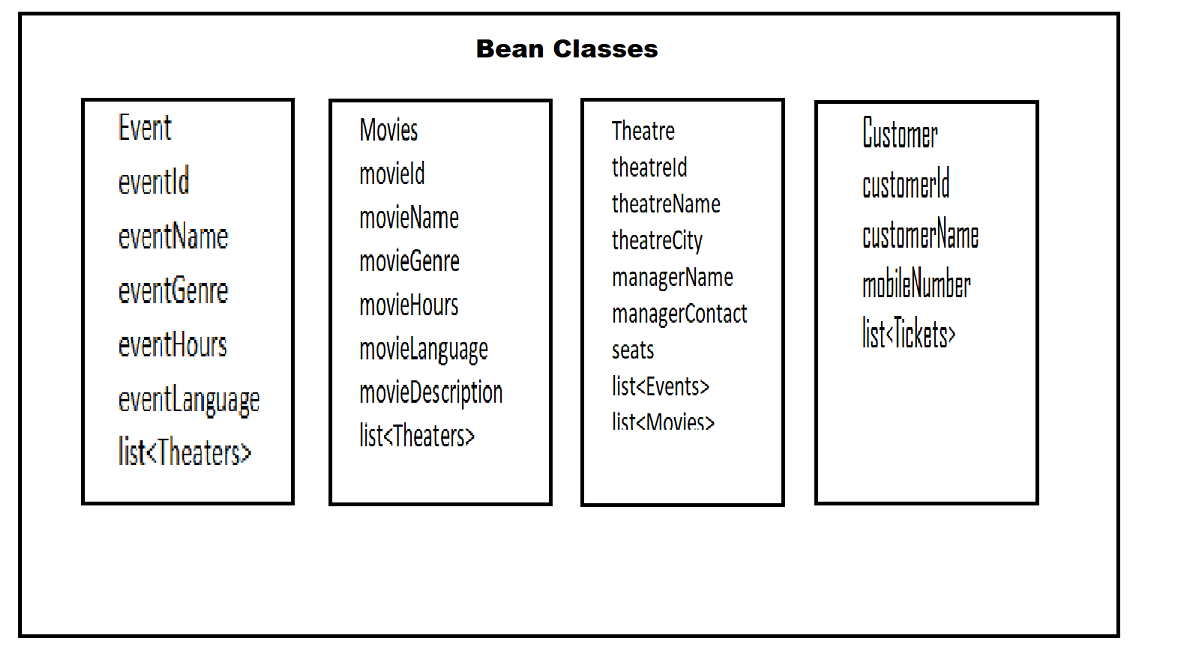 Bean Classes
Event
eventId
eventName
eventGenre
eventHours
eventLanguage
list<Theaters>
Movies
movieId
movieName
movieGenre
movieHours
movieLanguage
movieDescription
list<Theaters>
Theatre
theatreId
theatreName
theatreCity
managerName
managerContact
seats
list<Events>
list<Movies>
Customer
customerId
customerName
mobileNumber
list<Tickets>